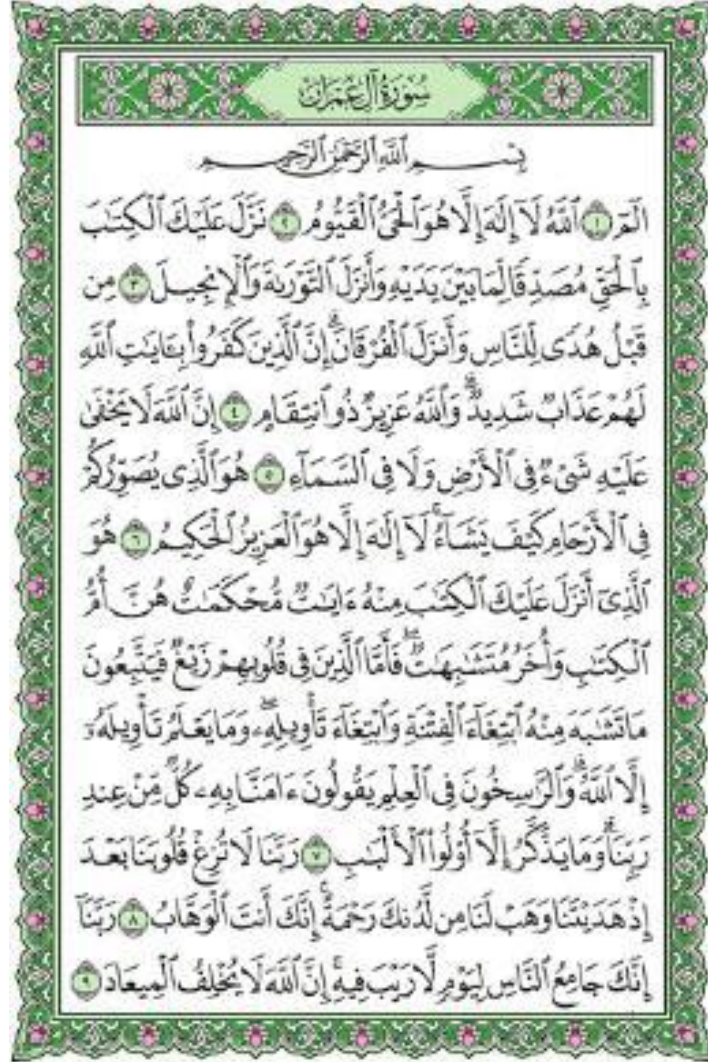 سُورَةُ آلِ عِمْرَانَ
بِسْمِ ٱللَّهِ ٱلرَّحْمَٰنِ ٱلرَّحِيمِ
الٓمٓ ١ ٱللَّهُ لَآ إِلَٰهَ إِلَّا هُوَ ٱلْحَىُّ ٱلْقَيُّومُ ٢ نَزَّلَ عَلَيْكَ ٱلْكِتَٰبَ
بِٱلْحَقِّ مُصَدِّقًا لِّمَا بَيْنَ يَدَيْهِ وَأَنزَلَ ٱلتَّوْرَىٰةَ وَٱلْإِنجِيلَ ٣ مِن
قَبْلُ هُدًى لِّلنَّاسِ وَأَنزَلَ ٱلْفُرْقَانَ ۗ إِنَّ ٱلَّذِينَ كَفَرُوا۟ بِـَٔايَٰتِ ٱللَّهِ
لَهُمْ عَذَابٌ شَدِيدٌ ۗ وَٱللَّهُ عَزِيزٌ ذُو ٱنتِقَامٍ ٤ إِنَّ ٱللَّهَ لَا يَخْفَىٰ
عَلَيْهِ شَىْءٌ فِى ٱلْأَرْضِ وَلَا فِى ٱلسَّمَآءِ ٥ هُوَ ٱلَّذِى يُصَوِّرُكُمْ
فِى ٱلْأَرْحَامِ كَيْفَ يَشَآءُ ۚ لَآ إِلَٰهَ إِلَّا هُوَ ٱلْعَزِيزُ ٱلْحَكِيمُ ٦ هُوَ
ٱلَّذِىٓ أَنزَلَ عَلَيْكَ ٱلْكِتَٰبَ مِنْهُ ءَايَٰتٌ مُّحْكَمَٰتٌ هُنَّ أُمُّ
ٱلْكِتَٰبِ وَأُخَرُ مُتَشَٰبِهَٰتٌ ۖ فَأَمَّا ٱلَّذِينَ فِى قُلُوبِهِمْ زَيْغٌ فَيَتَّبِعُونَ
مَا تَشَٰبَهَ مِنْهُ ٱبْتِغَآءَ ٱلْفِتْنَةِ وَٱبْتِغَآءَ تَأْوِيلِهِۦ ۗ وَمَا يَعْلَمُ تَأْوِيلَهُۥٓ
إِلَّا ٱللَّهُ ۗ وَٱلرَّٰسِخُونَ فِى ٱلْعِلْمِ يَقُولُونَ ءَامَنَّا بِهِۦ كُلٌّ مِّنْ عِندِ
رَبِّنَا ۗ وَمَا يَذَّكَّرُ إِلَّآ أُو۟لُوا۟ ٱلْأَلْبَٰبِ ٧ رَبَّنَا لَا تُزِغْ قُلُوبَنَا بَعْدَ
إِذْ هَدَيْتَنَا وَهَبْ لَنَا مِن لَّدُنكَ رَحْمَةً ۚ إِنَّكَ أَنتَ ٱلْوَهَّابُ ٨ رَبَّنَآ
إِنَّكَ جَامِعُ ٱلنَّاسِ لِيَوْمٍ لَّا رَيْبَ فِيهِ ۚ إِنَّ ٱللَّهَ لَا يُخْلِفُ ٱلْمِيعَادَ ٩